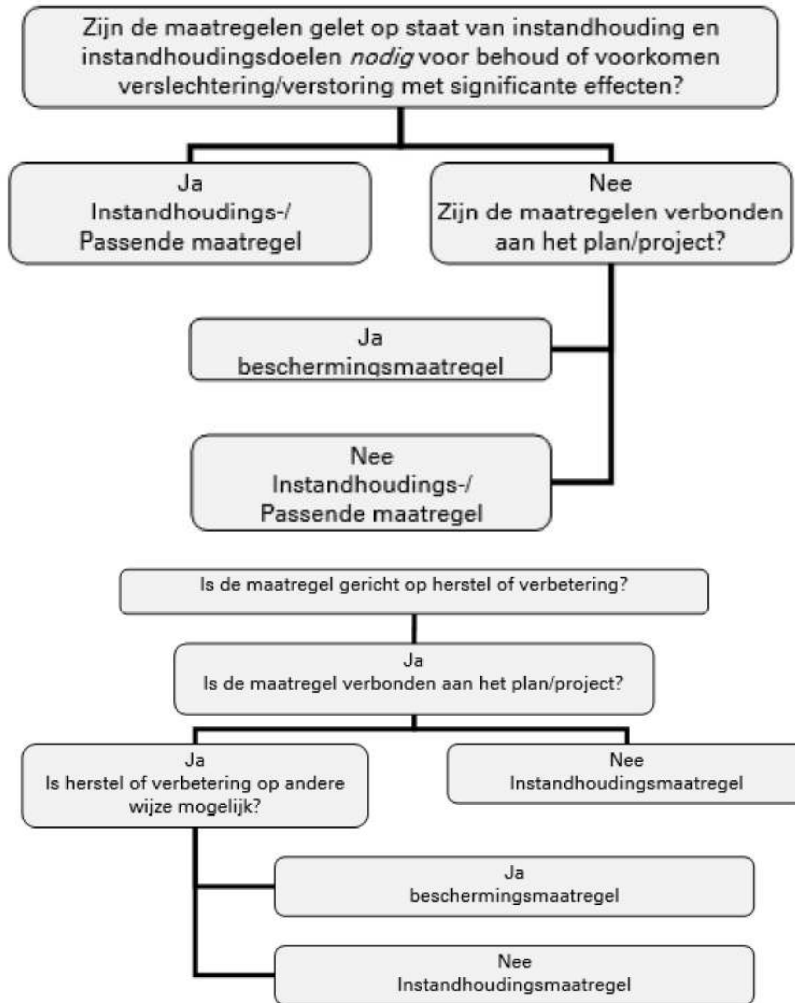 Zijn de maatregelen gelet op staat van instandhouding en
instandhoudingsdoelen nodig voor behoud of voorkomen
verslechtering/verstoring met significante effecten?
Ja
Instandhoudings-/
Passende maatregel
Nee
Zijn de maatregelen verbonden
aan het plan/project?
Ja
beschermingsmaatregel
Nee
Instandhoudings-/
Passende maatregel
Is de maatregel gericht op herstel of verbetering?
Ja
Is de maatregel verbonden aan het plan/project?
Ja
Is herstel of verbetering op andere
wijze mogelijk?
Nee
Instandhoudingsmaatregel
Ja
beschermingsmaatregel
Nee
Instandhoudingsmaatregel